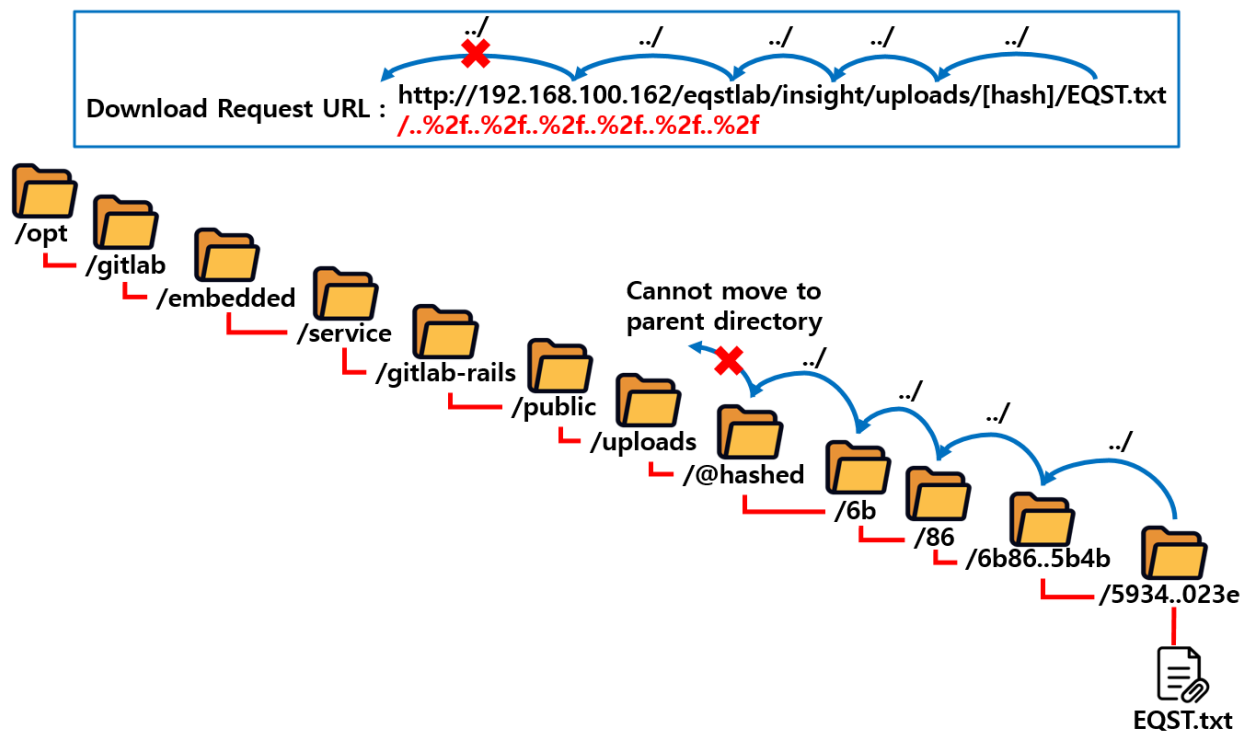 ../
../
../
../
../
Download Request URL :
http://192.168.100.162/eqstlab/insight/uploads/[hash]/EQST.txt
/..%2f..%2f..%2f..%2f..%2f..%2f
/opt
/gitlab
/embedded
/service
/gitlab-rails
/public
/uploads
/@hashed
Cannot move to
parent directory
../
../
../
../
/6b
/86
/6b86..5b4b
/5934..023e
EQST.txt